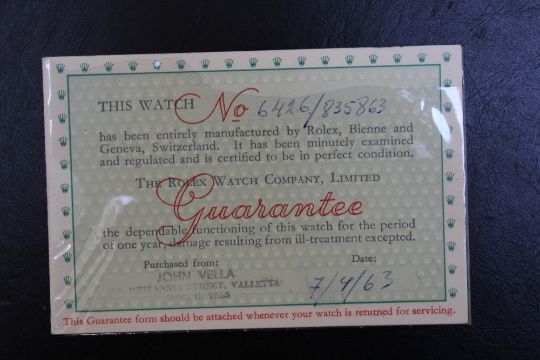 THIS WATCH No 6426/835863
has been entirely manufactured by Rolex, Bienne and
Geneva, Switzerland. It has been minutely examined
and regulated and is certified to be in perfect condition.
THE ROLEX WATCH COMPANY, LIMITED
Guarantee
the dependable functioning of this watch for the period
of one year, damage resulting from ill-treatment excepted.
Purchased from: Date:
JOHN VELLA
STREET, VALLETTA
7/9/63
This Guarantee form should be attached whenever your watch is returned for servicing.